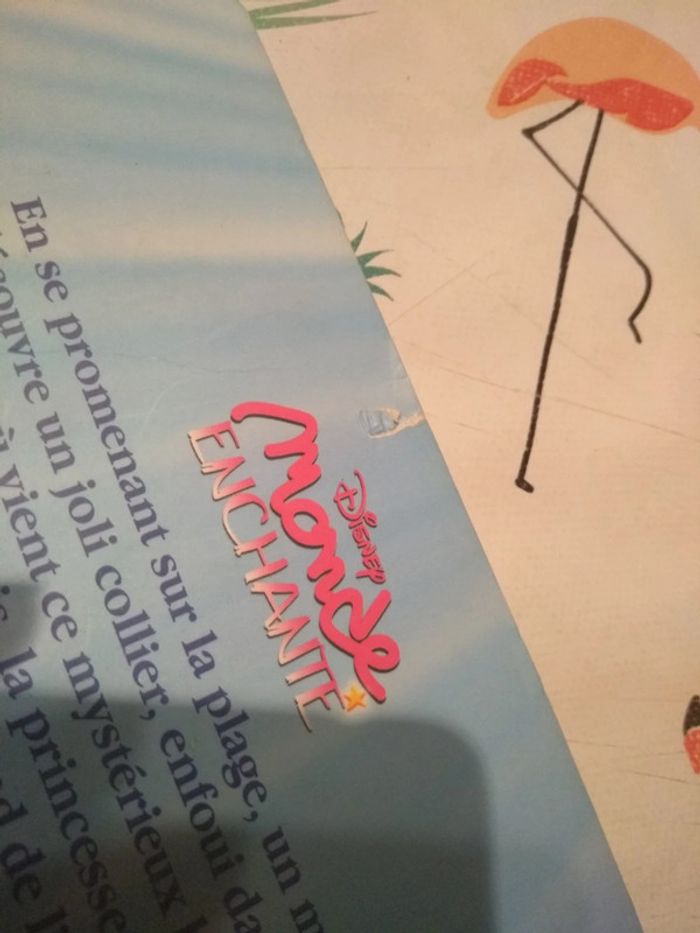 DISNEY
monde
ENCHANTÉ
En se promenant sur la plage, un
un joli collier, enfoui
vient ce mystérieux
la princesse
de